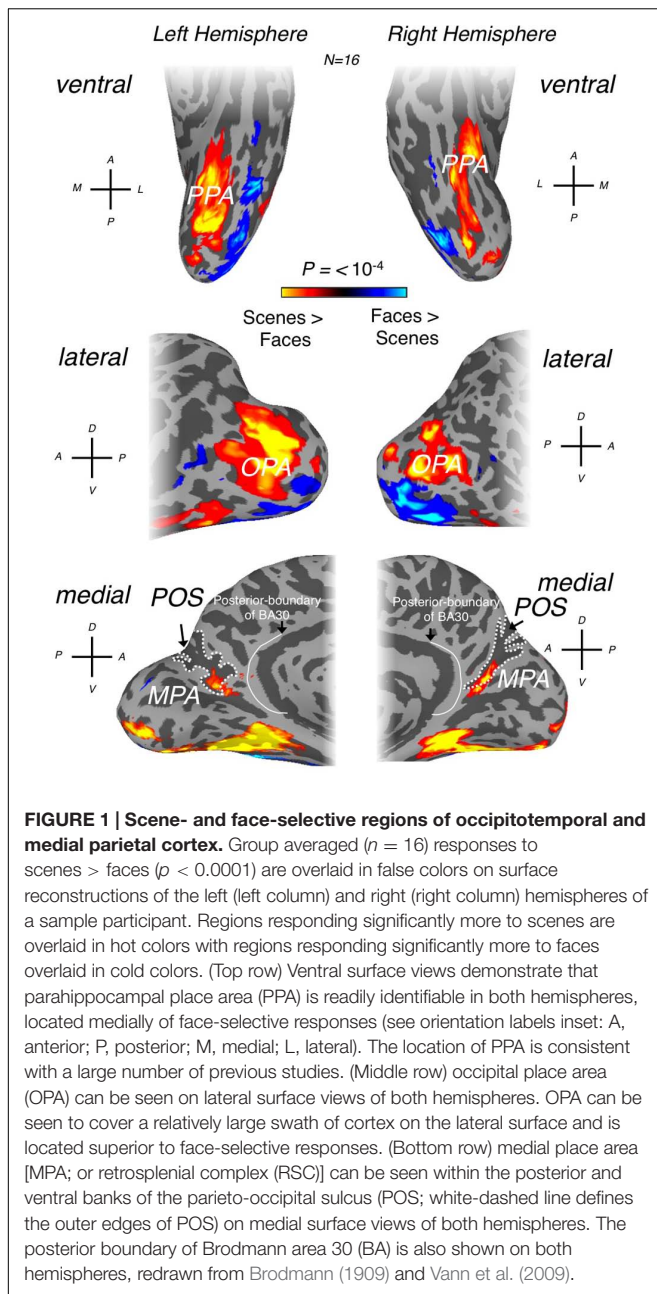 Left Hemisphere
Right Hemisphere
N=16
ventral
ventral
PPA
PPA
A
M
L
P
A
L
M
P
P = <10⁻⁴
Scenes >
Faces
Faces >
Scenes
lateral
lateral
D
A
P
V
OPA
OPA
D
P
A
V
medial
POS
Posterior-boundary
of BA30
Posterior-boundary
of BA30
medial
POS
D
P
A
V
MPA
MPA
D
A
P
V
FIGURE 1 | Scene- and face-selective regions of occipitotemporal and
medial parietal cortex. Group averaged (n = 16) responses to
scenes > faces (p < 0.0001) are overlaid in false colors on surface
reconstructions of the left (left column) and right (right column) hemispheres of
a sample participant. Regions responding significantly more to scenes are
overlaid in hot colors with regions responding significantly more to faces
overlaid in cold colors. (Top row) Ventral surface views demonstrate that
parahippocampal place area (PPA) is readily identifiable in both hemispheres,
located medially of face-selective responses (see orientation labels inset: A,
anterior; P, posterior; M, medial; L, lateral). The location of PPA is consistent
with a large number of previous studies. (Middle row) occipital place area
(OPA) can be seen on lateral surface views of both hemispheres. OPA can be
seen to cover a relatively large swath of cortex on the lateral surface and is
located superior to face-selective responses. (Bottom row) medial place area
[MPA; or retrosplenial complex (RSC)] can be seen within the posterior and
ventral banks of the parieto-occipital sulcus (POS; white-dashed line defines
the outer edges of POS) on medial surface views of both hemispheres. The
posterior boundary of Brodmann area 30 (BA) is also shown on both
hemispheres, redrawn from Brodmann (1909) and Vann et al. (2009).